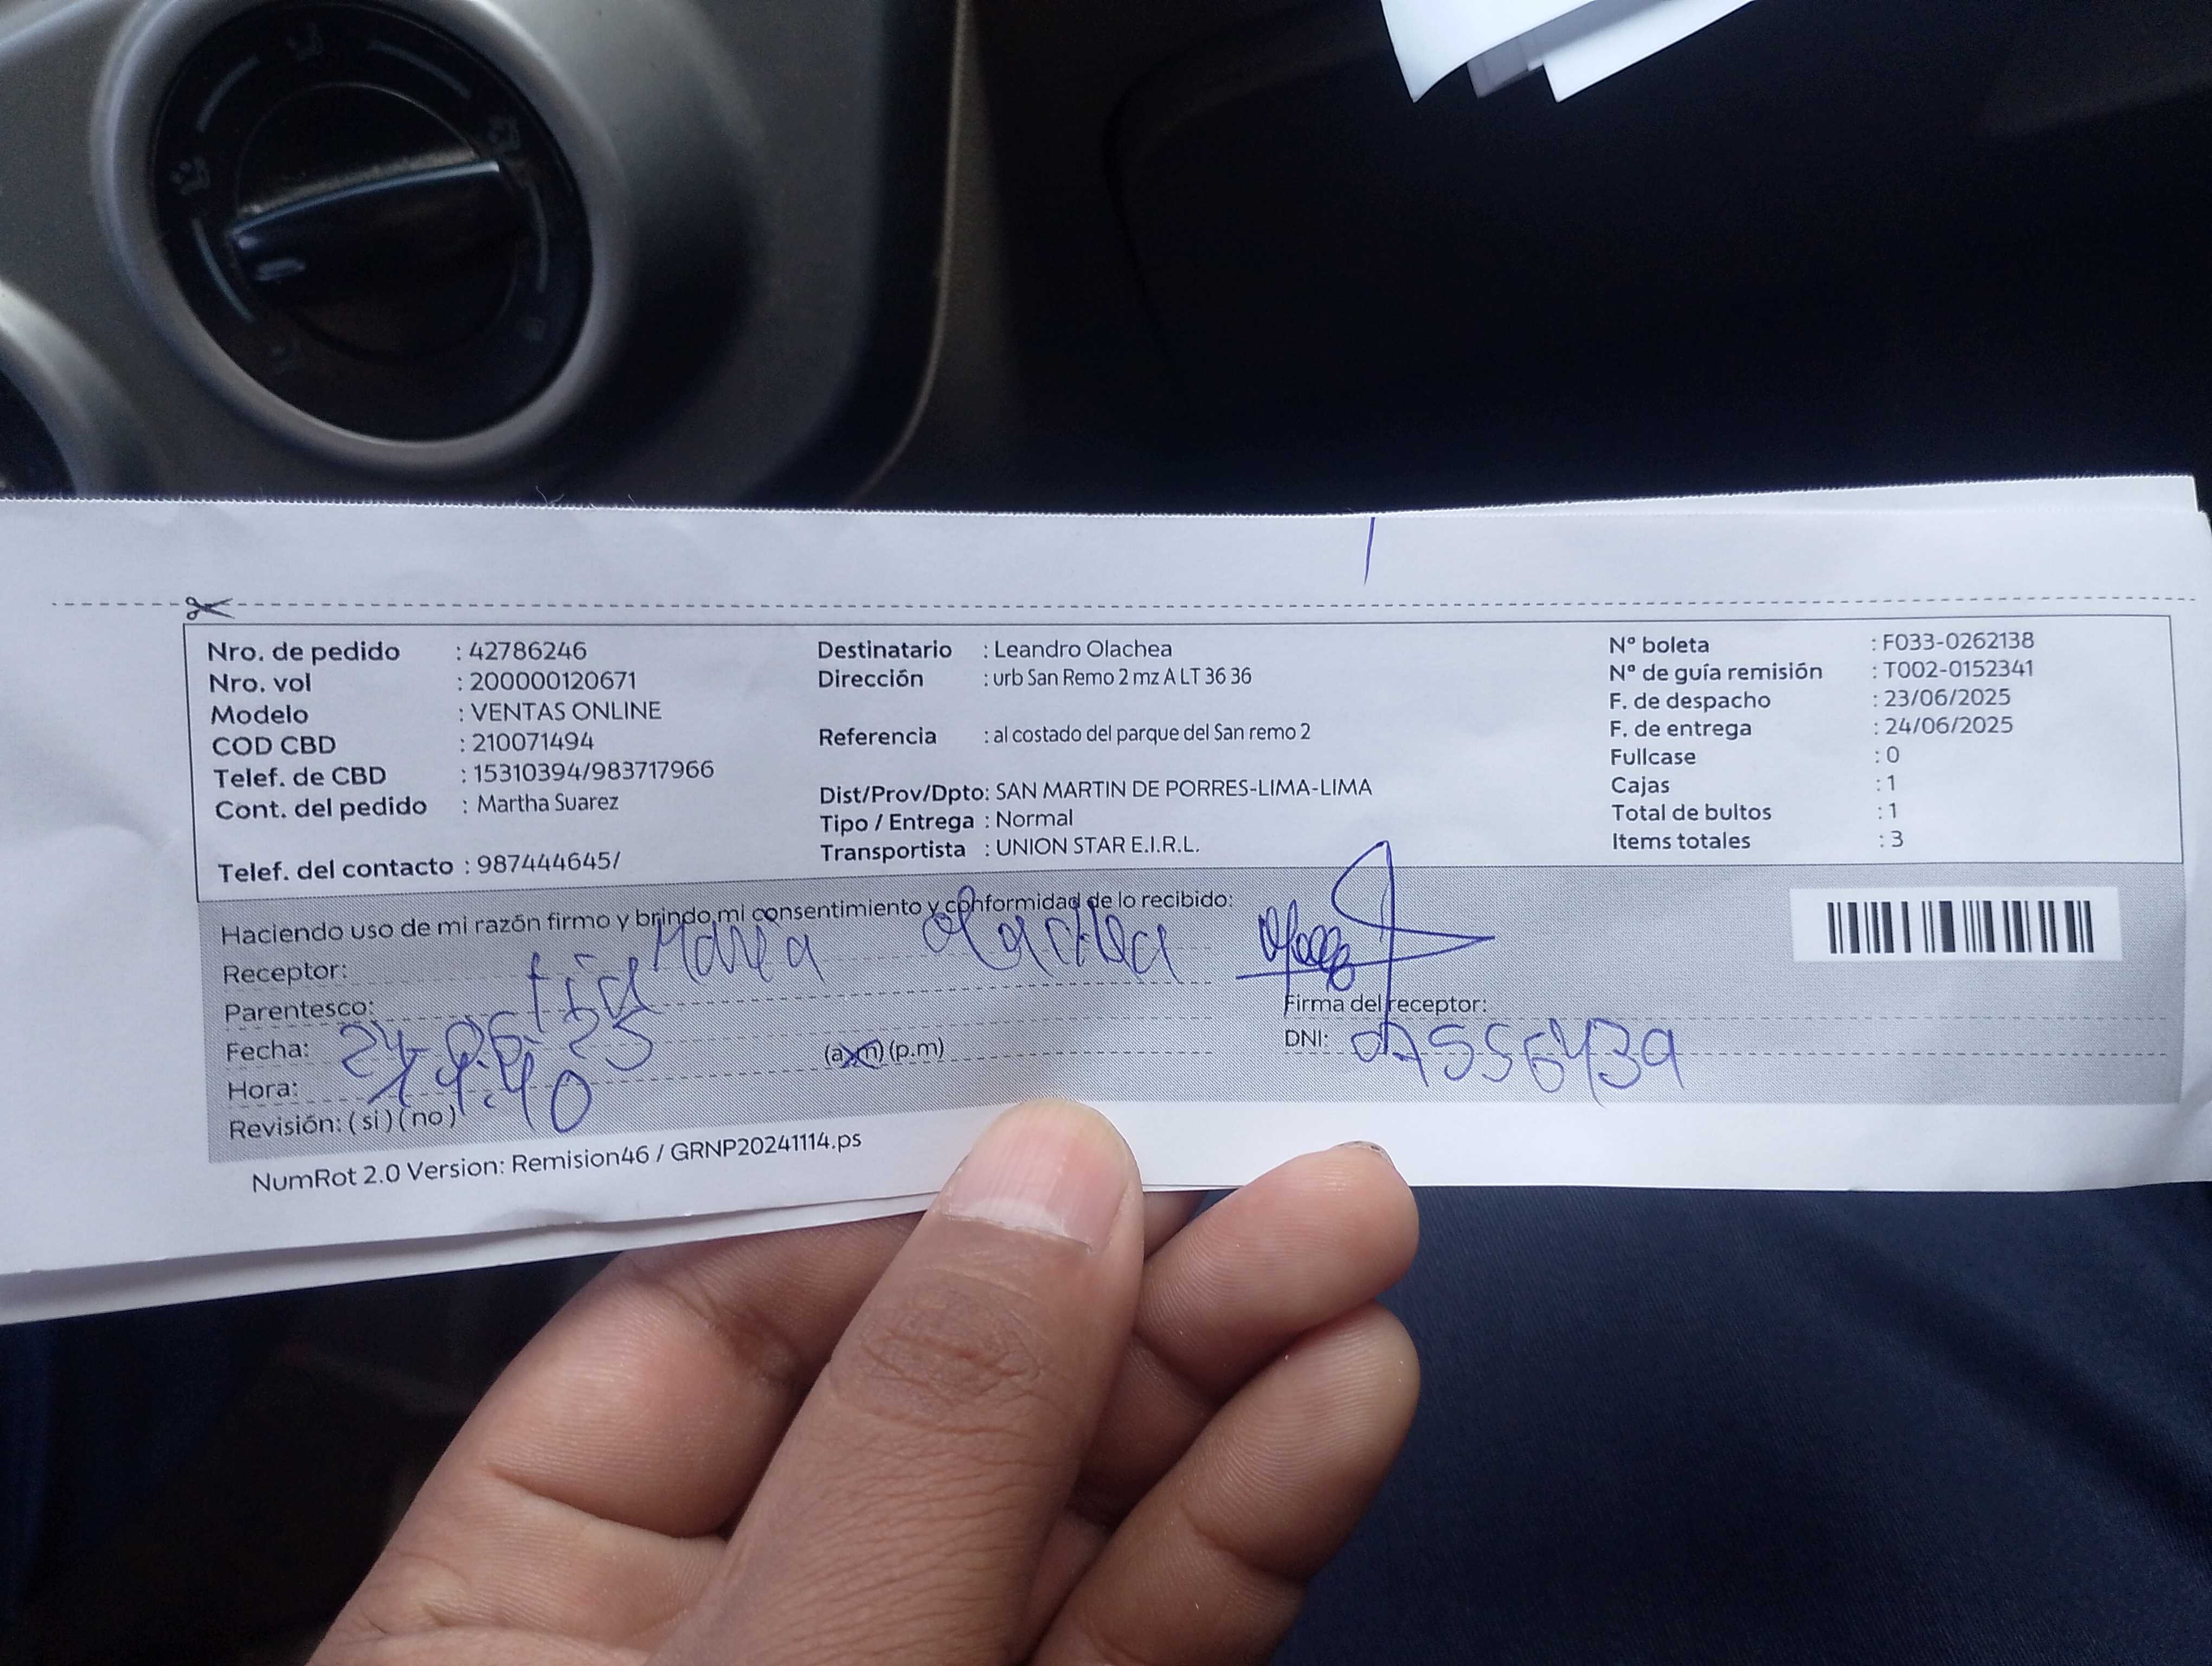 Nro. de pedido : 42786246
Nro. vol : 200000120671
Modelo : VENTAS ONLINE
COD CBD : 210071494
Telef. de CBD : 15310394/983717966
Cont. del pedido : Martha Suarez
Telef. del contacto : 987444645/
Destinatario : Leandro Olachea
Dirección : urb San Remo 2 mz A LT 36 36
Referencia : al costado del parque del San remo 2
Dist/Prov/Dpto: SAN MARTIN DE PORRES-LIMA-LIMA
Tipo / Entrega : Normal
Transportista : UNION STAR E.I.R.L.
Nº boleta : F033-0262138
Nº de guía remisión : T002-0152341
F. de despacho : 23/06/2025
F. de entrega : 24/06/2025
Fullcase : 0
Cajas : 1
Total de bultos : 1
Items totales : 3
Haciendo uso de mi razón firmo y brindo mi consentimiento y conformidad de lo recibido:
Receptor: Maria Olachea
Parentesco: tia
Fecha: 24-06-25
Hora: :40 (a.m) (p.m)
Revisión: ( si ) ( no )
Firma del receptor:
DNI: 07556439
NumRot 2.0 Version: Remision46 / GRNP20241114.ps